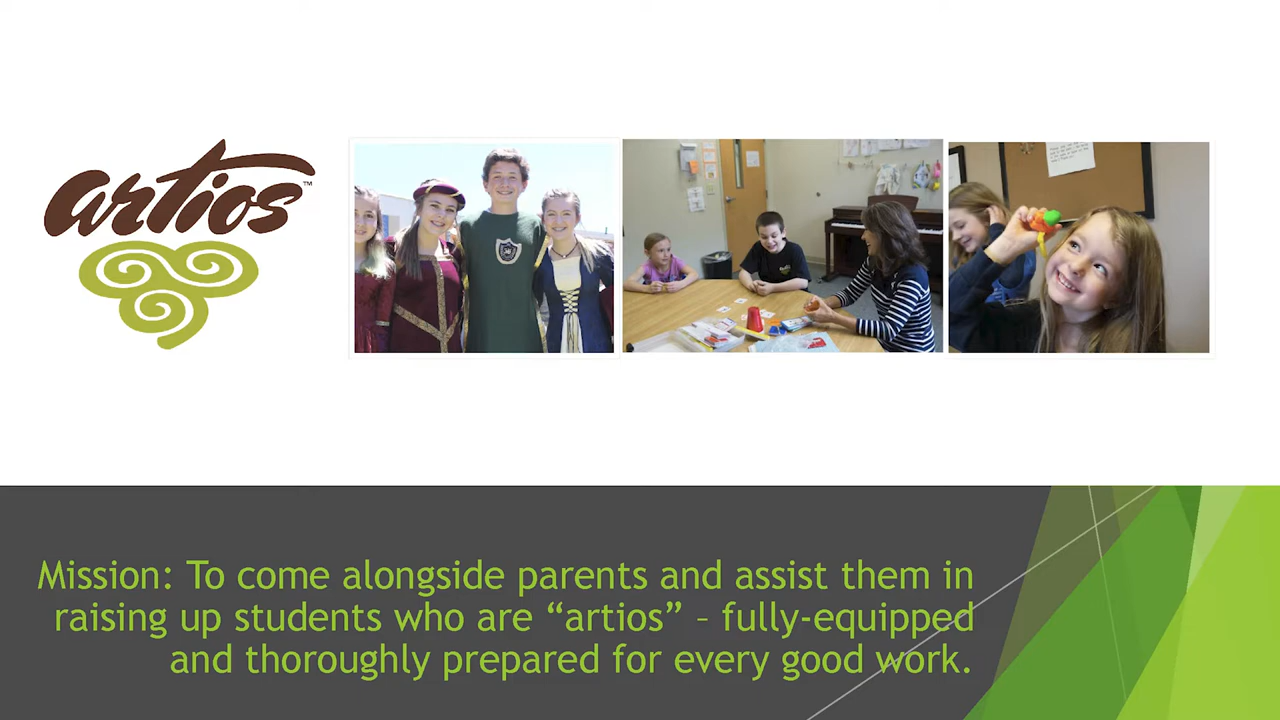 artios™
Mission: To come alongside parents and assist them in
raising up students who are “artios” – fully-equipped
and thoroughly prepared for every good work.